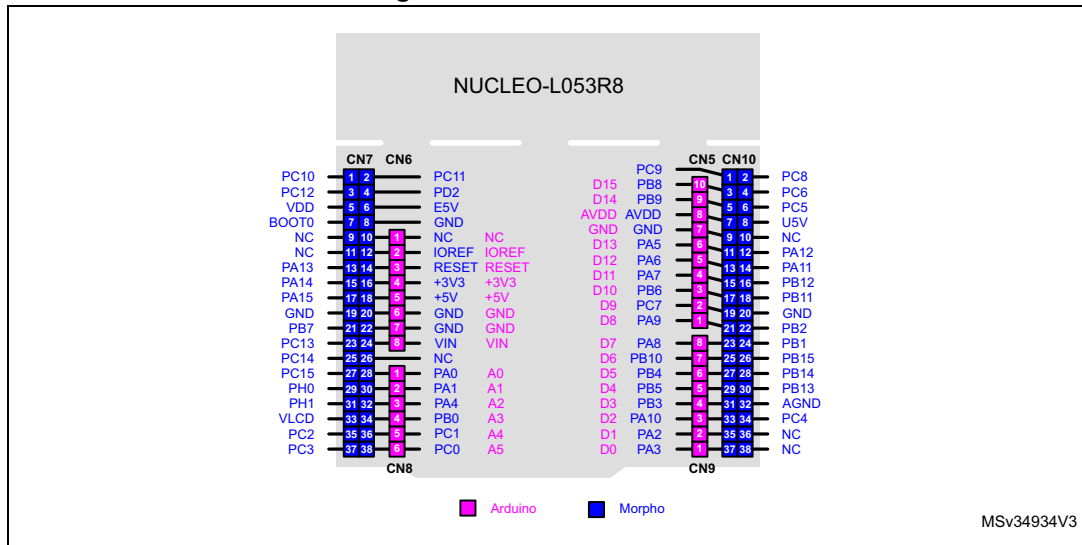 NUCLEO-L053R8
CN7 CN6 CN5 CN10
PC9
PC10 1 2 PC11 D15 PB8 10 1 2 PC8
PC12 3 4 PD2 D14 PB9 9 3 4 PC6
VDD 5 6 E5V AVDD AVDD 8 5 6 PC5
BOOT0 7 8 GND GND GND 7 7 8 U5V
NC 9 10 1 NC NC D13 PA5 6 9 10 NC
NC 11 12 2 IOREF IOREF D12 PA6 5 11 12 PA12
PA13 13 14 3 RESET RESET D11 PA7 4 13 14 PA11
PA14 15 16 4 +3V3 +3V3 D10 PB6 3 15 16 PB12
PA15 17 18 5 +5V +5V D9 PC7 2 17 18 PB11
GND 19 20 6 GND GND D8 PA9 1 19 20 GND
PB7 21 22 7 GND GND 21 22 PB2
PC13 23 24 8 VIN VIN D7 PA8 8 23 24 PB1
PC14 25 26 NC D6 PB10 7 25 26 PB15
PC15 27 28 1 PA0 A0 D5 PB4 6 27 28 PB14
PH0 29 30 2 PA1 A1 D4 PB5 5 29 30 PB13
PH1 31 32 3 PA4 A2 D3 PB3 4 31 32 AGND
VLCD 33 34 4 PB0 A3 D2 PA10 3 33 34 PC4
PC2 35 36 5 PC1 A4 D1 PA2 2 35 36 NC
PC3 37 38 6 PC0 A5 D0 PA3 1 37 38 NC
CN8 CN9
Arduino Morpho
MSv34934V3